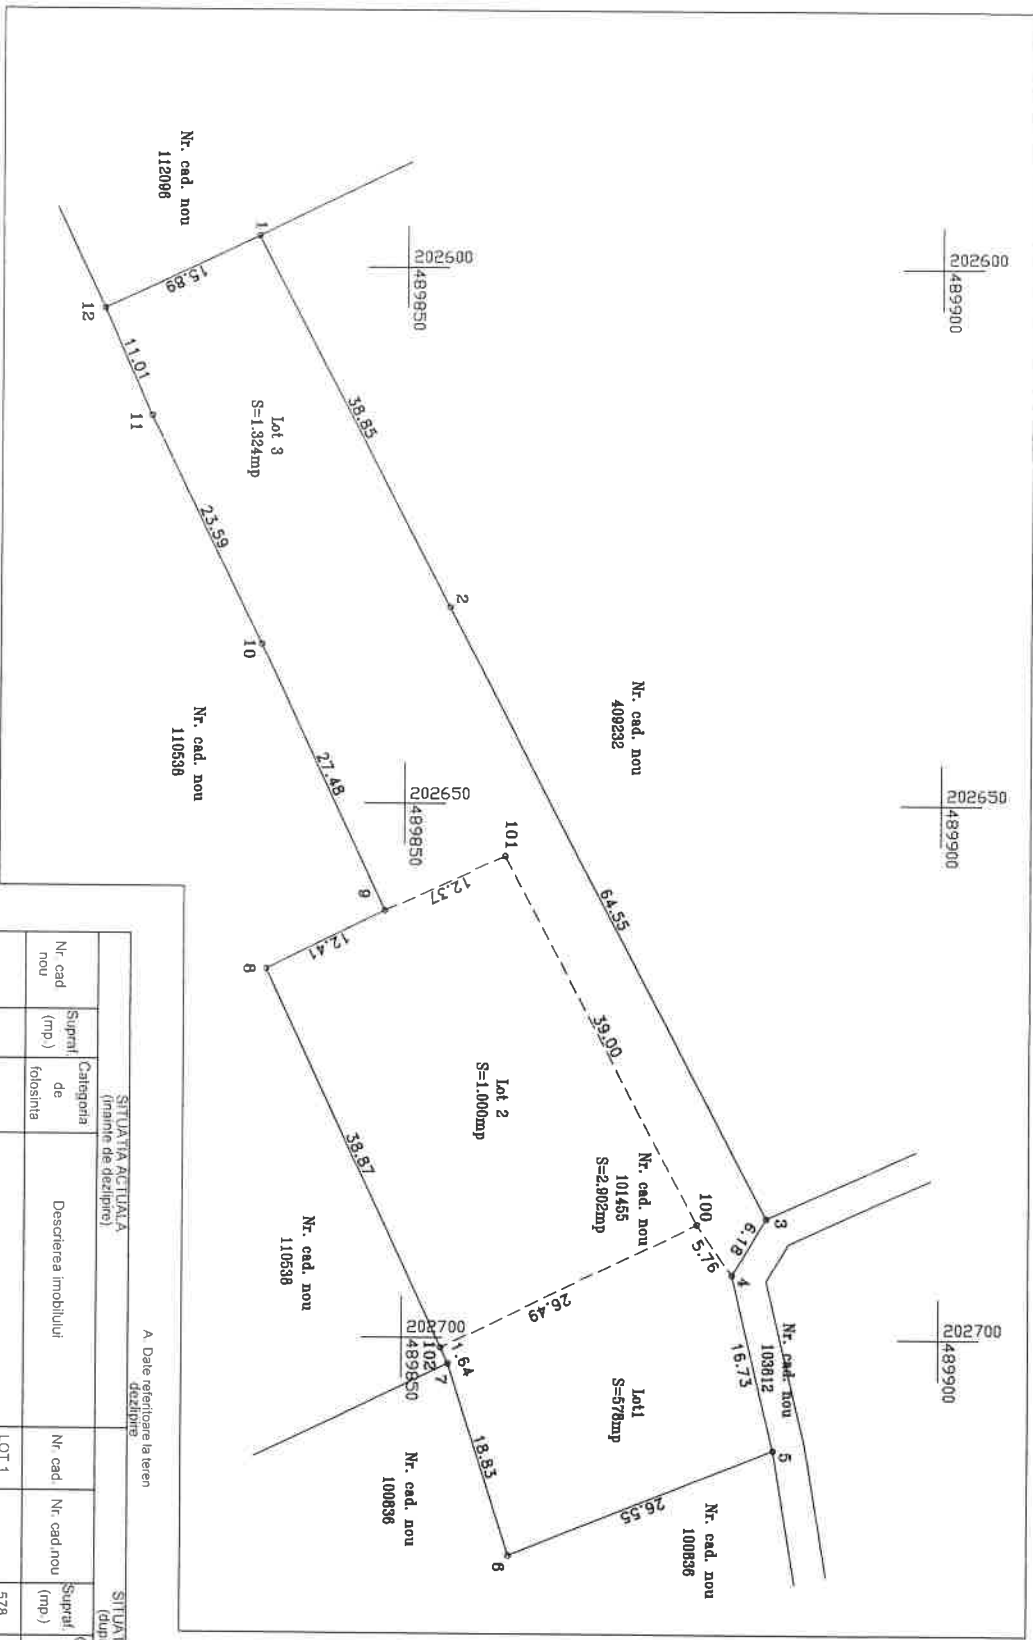 202600
489900
202650
489900
202700
489900
202600
489850
202650
489850
202700
489850
Nr. cad. nou
112098
Nr. cad. nou
409232
Nr. cad. nou
103812
Nr. cad. nou
100836
Nr. cad. nou
100836
Nr. cad. nou
110538
Nr. cad. nou
110538
Nr. cad. nou
101455
S=2.902mp
Lot1
S=578mp
Lot 2
S=1.000mp
Lot 3
S=1.324mp
1
2
3
4
5
6
7
8
9
10
11
12
100
101
102
15.89
38.85
64.55
6.18
5.76
16.73
26.55
18.83
1.64
26.49
39.00
12.37
12.41
38.87
27.48
23.59
11.01
A. Date referitoare la teren
dezlipire
SITUATIA ACTUALA
(inainte de dezlipire)
Nr. cad
nou
Supraf.
(mp.)
Categoria
de
folosinta
Descrierea imobilului
Nr. cad.
Nr. cad.nou
Supraf.
(mp.)
LOT 1
578